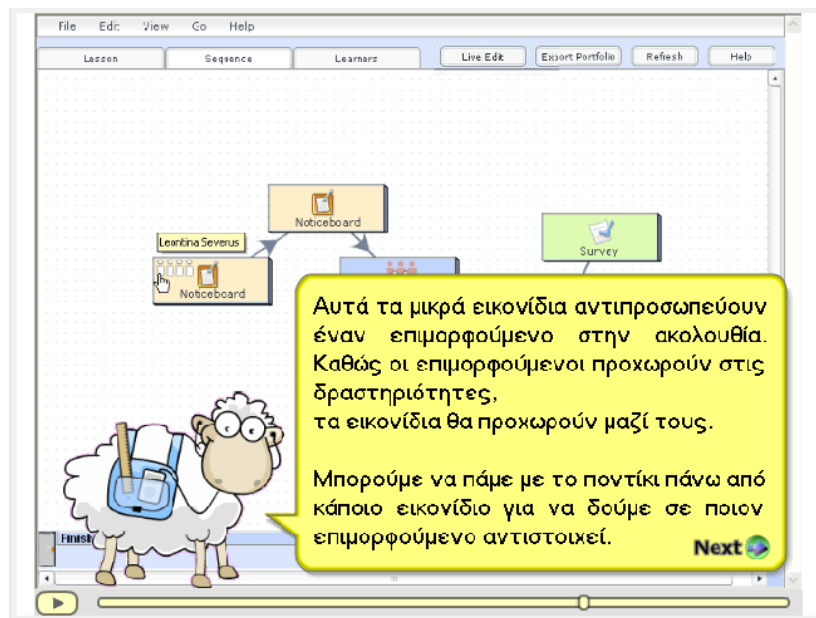 File Edit View Go Help
Lesson Sequence Learners Live Edit Export Portfolio Refresh Help
Noticeboard
Leantina Severus
Survey
Noticeboard
Αυτά τα μικρά εικονίδια αντιπροσωπεύουν
έναν επιμορφούμενο στην ακολουθία.
Καθώς οι επιμορφούμενοι προχωρούν στις
δραστηριότητες,
τα εικονίδια θα προχωρούν μαζί τους.
Μπορούμε να πάμε με το ποντίκι πάνω από
κάποιο εικονίδιο για να δούμε σε ποιον
επιμορφούμενο αντιστοιχεί.
Next